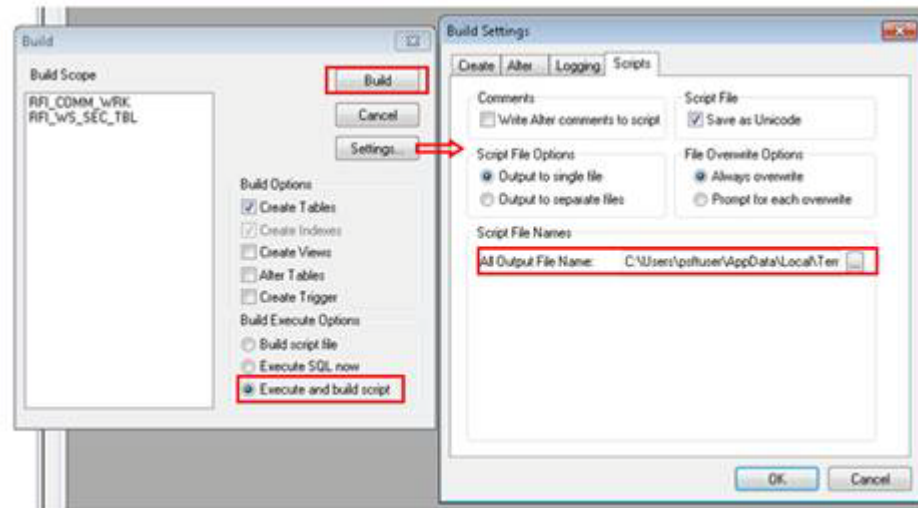 Build
Build Scope
RFI_COMM_WRK
RFI_WS_SEC_TBL
Build
Cancel
Settings...
Build Options
Create Tables
Create Indexes
Create Views
Alter Tables
Create Trigger
Build Execute Options
Build script file
Execute SQL now
Execute and build script
Build Settings
Create
Alter
Logging
Scripts
Comments
Write Alter comments to script
Script File
Save as Unicode
Script File Options
Output to single file
Output to separate files
File Overwrite Options
Always overwrite
Prompt for each overwrite
Script File Names
All Output File Name: C:\Users\psftuser\AppData\Local\Tem
...
OK
Cancel